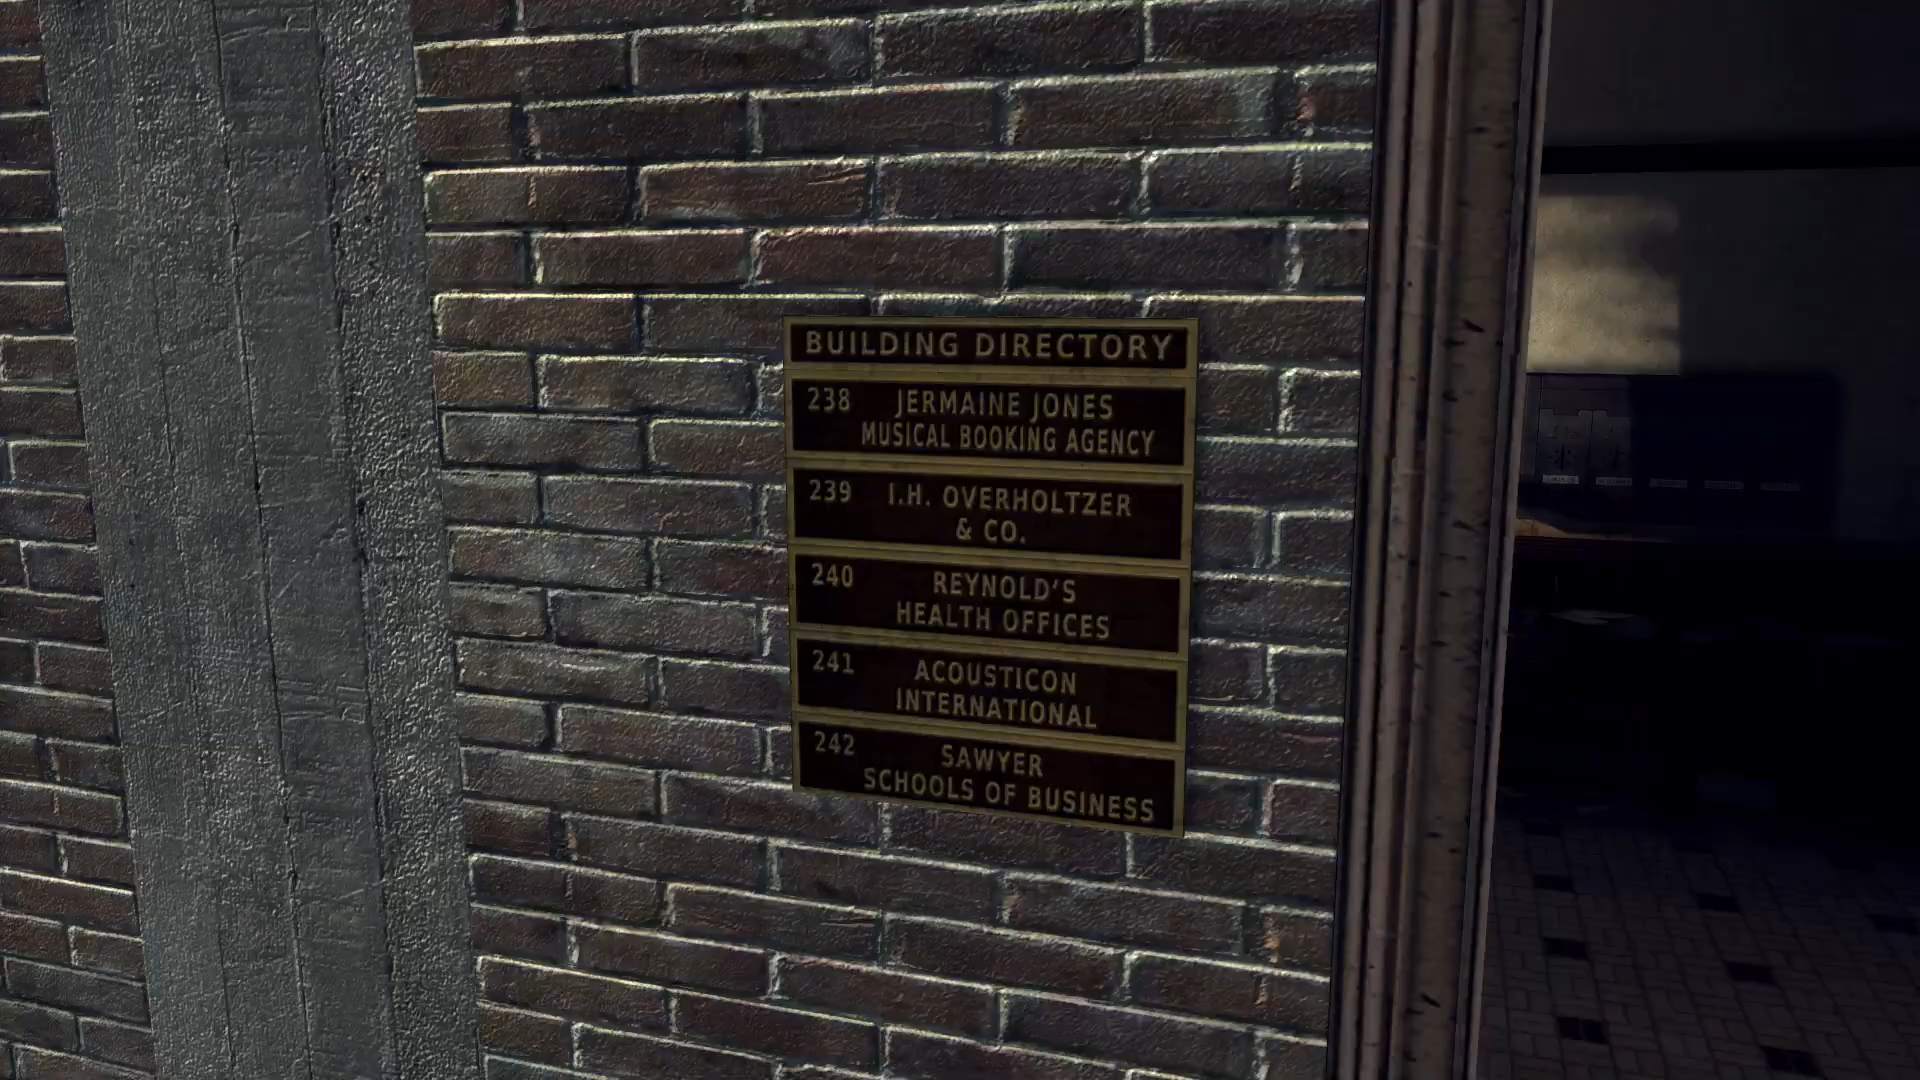 BUILDING DIRECTORY
238 JERMAINE JONES
MUSICAL BOOKING AGENCY
239 I.H. OVERHOLTZER
& CO.
240 REYNOLD'S
HEALTH OFFICES
241 ACOUSTICON
INTERNATIONAL
242 SAWYER
SCHOOLS OF BUSINESS